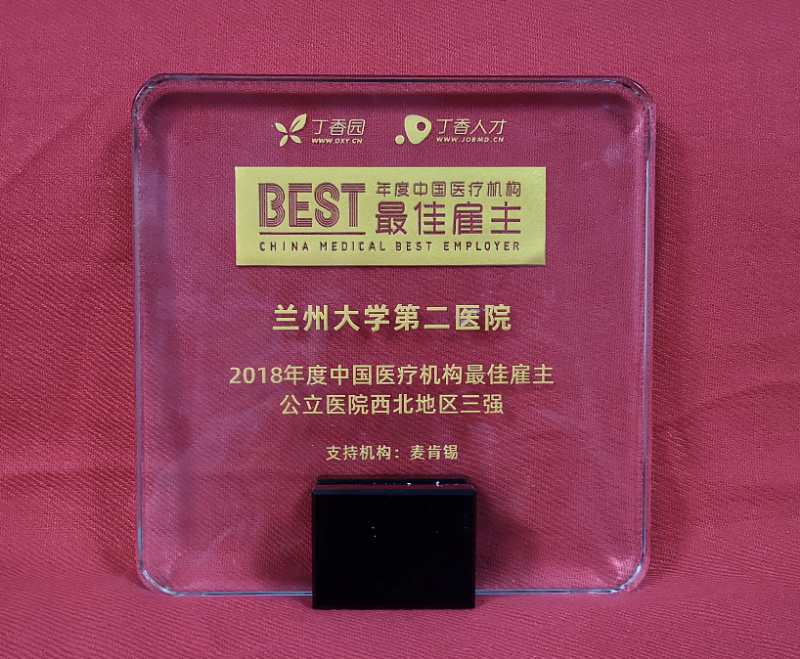 丁香园 丁香人才
WWW.DXY.CN WWW.JOBMD.CN
BEST 年度中国医疗机构
最佳雇主
CHINA MEDICAL BEST EMPLOYER
兰州大学第二医院
2018年度中国医疗机构最佳雇主
公立医院西北地区三强
支持机构：麦肯锡